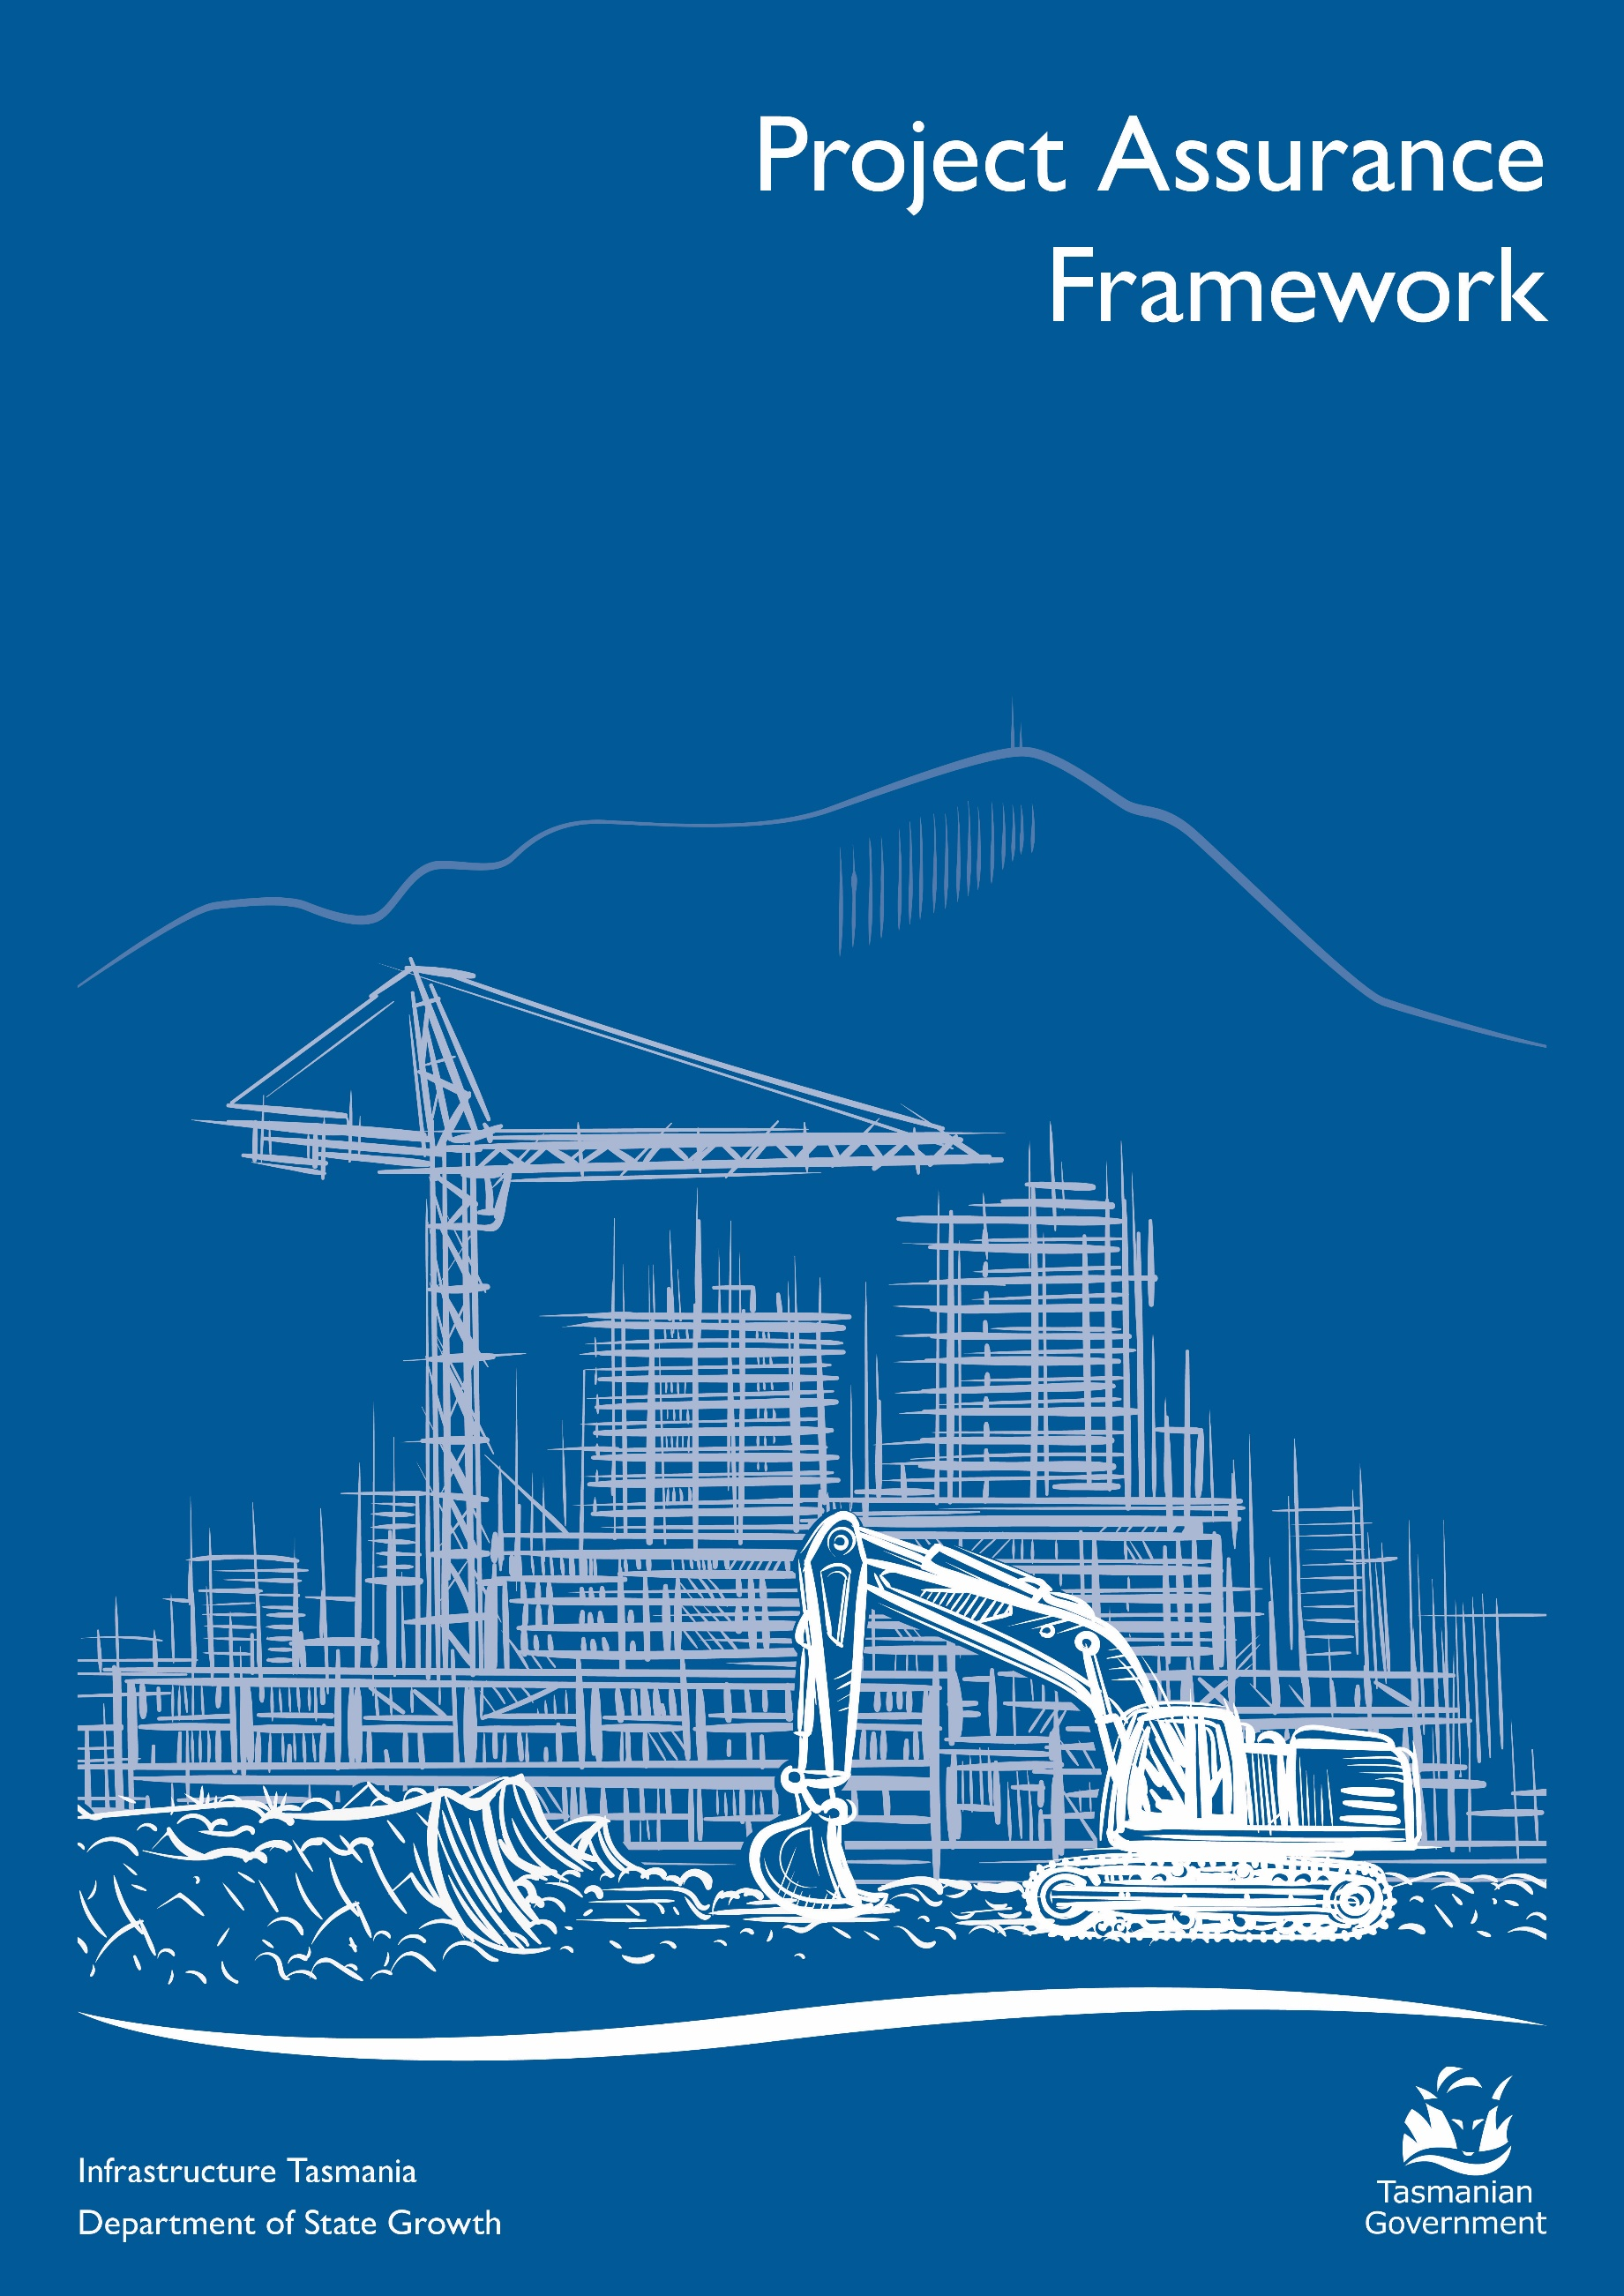 Project Assurance
Framework
Infrastructure Tasmania
Department of State Growth
Tasmanian
Government